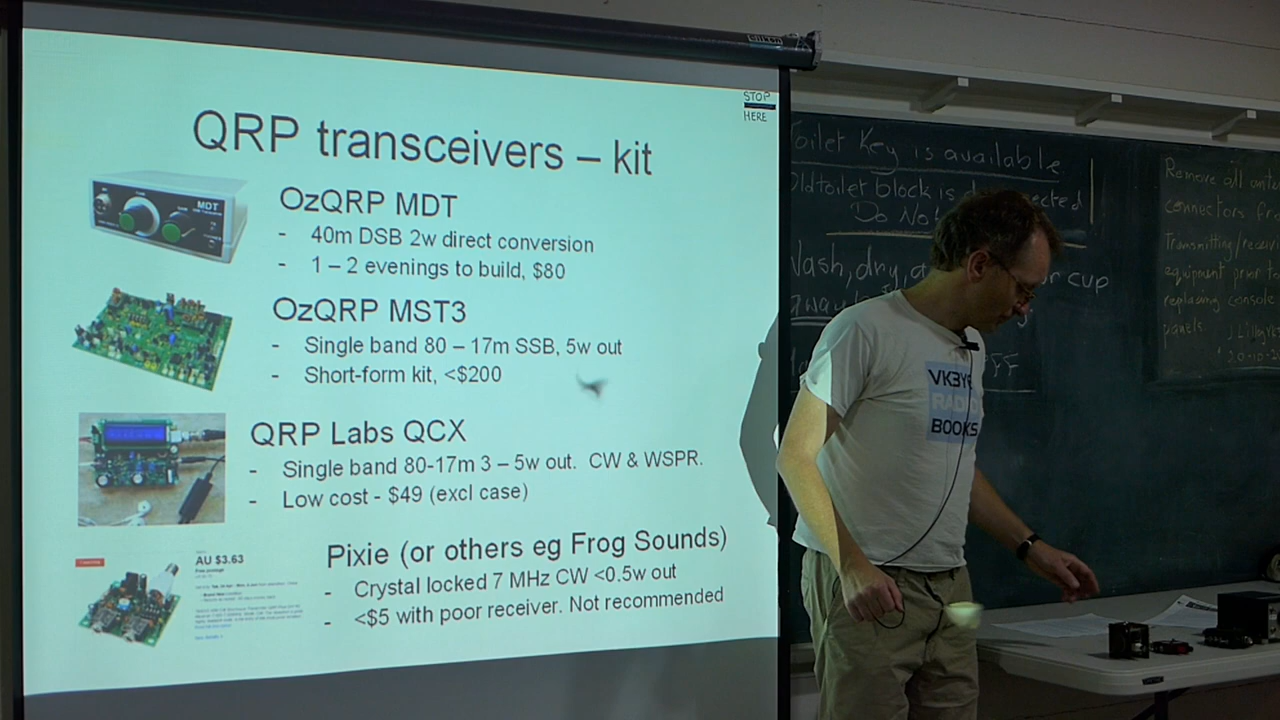 STOP
HERE
QRP transceivers – kit
MDT
OzQRP MDT
- 40m DSB 2w direct conversion
- 1 – 2 evenings to build, $80
OzQRP MST3
- Single band 80 – 17m SSB, 5w out
- Short-form kit, <$200
QRP Labs QCX
- Single band 80-17m 3 – 5w out. CW & WSPR.
- Low cost - $49 (excl case)
AU $3.63
Pixie (or others eg Frog Sounds)
- Crystal locked 7 MHz CW <0.5w out
- <$5 with poor receiver. Not recommended
Toilet Key is available
Old toilet block is
Do Not
Wash, dry, cup
Remove all
connectors
Transmitting/
equipment prior to
replacing console
panels.
VK3Y
RAD
BOOKS